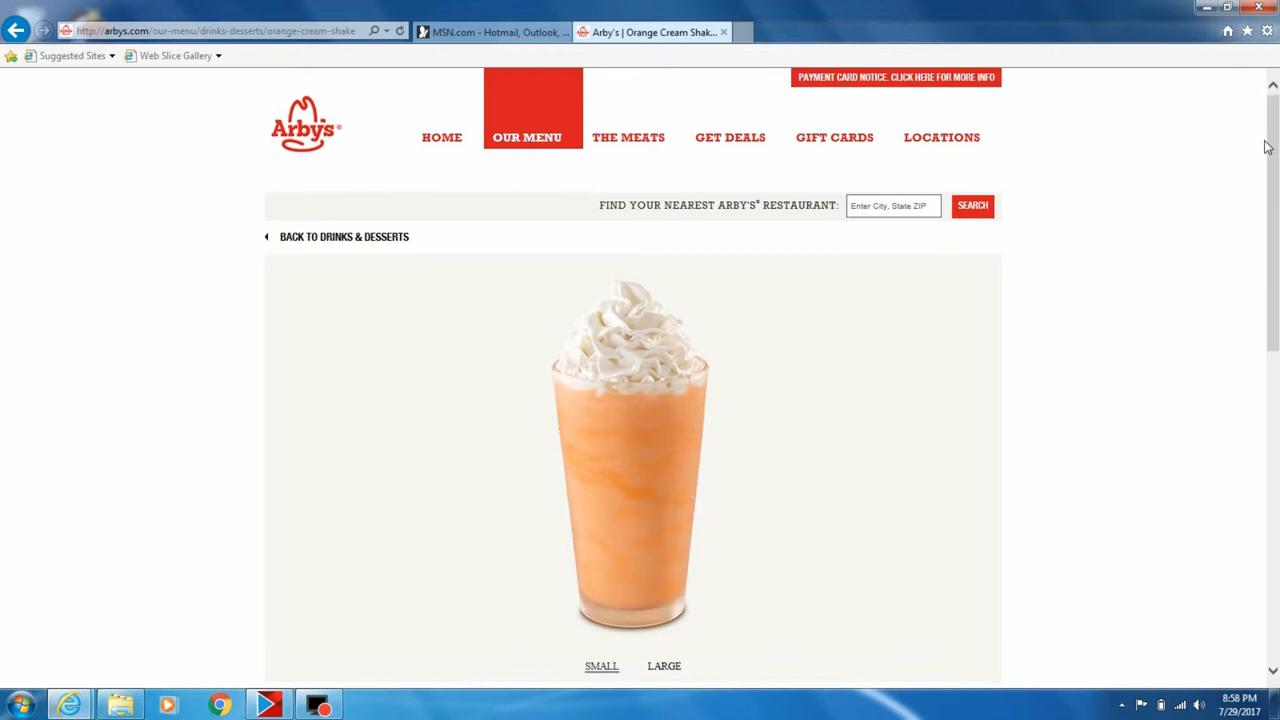 http://arbys.com/our-menu/drinks-desserts/orange-cream-shake
MSN.com - Hotmail, Outlook, ...
Arby's | Orange Cream Shak...
Suggested Sites
Web Slice Gallery
PAYMENT CARD NOTICE. CLICK HERE FOR MORE INFO
Arby's
HOME
OUR MENU
THE MEATS
GET DEALS
GIFT CARDS
LOCATIONS
FIND YOUR NEAREST ARBY'S® RESTAURANT:
Enter City, State ZIP
SEARCH
BACK TO DRINKS & DESSERTS
SMALL
LARGE
8:58 PM
7/29/2017